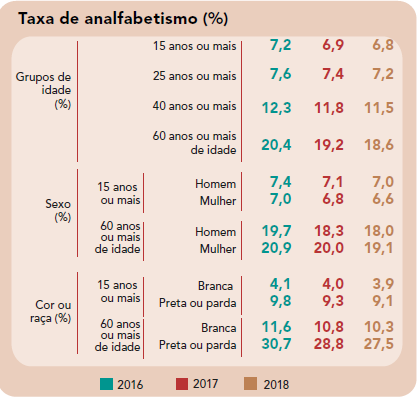 Taxa de analfabetismo (%)
Grupos de
idade
(%)
15 anos ou mais 7,2 6,9 6,8
25 anos ou mais 7,6 7,4 7,2
40 anos ou mais 12,3 11,8 11,5
60 anos ou mais
de idade 20,4 19,2 18,6
Sexo
(%)
15 anos
ou mais
Homem 7,4 7,1 7,0
Mulher 7,0 6,8 6,6
60 anos
ou mais
de idade
Homem 19,7 18,3 18,0
Mulher 20,9 20,0 19,1
Cor ou
raça (%)
15 anos
ou mais
Branca 4,1 4,0 3,9
Preta ou parda 9,8 9,3 9,1
60 anos
ou mais
de idade
Branca 11,6 10,8 10,3
Preta ou parda 30,7 28,8 27,5
2016 2017 2018